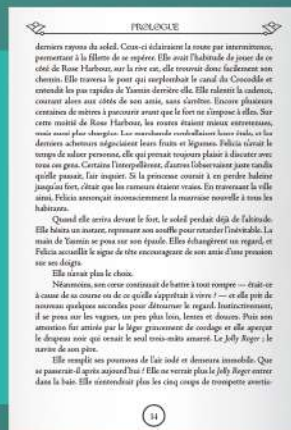 PROLOGUE
derniers rayons du soleil. Ceux-ci éclairaient la route par intermittence,
permettant à la fillette de se repérer. Elle avait l'habitude de jouer de ce
côté de Rose Harbour, sur la rive est, elle trouvait donc facilement son
chemin. Elle traversa le pont qui surplombait le canal du Crocodile et
entendit les pas rapides de Yasmin derrière elle. Elle ralentit la cadence,
courant alors aux côtés de son amie, sans s'arrêter. Encore plusieurs
centaines de mètres à parcourir avant que le fort ne s'impose à elles. Sur
cette moitié de Rose Harbour, les routes étaient mieux entretenues,
mais aussi plus chargées. Les marchands remballaient leurs étals, et les
derniers acheteurs négociaient leurs fruits et légumes. Felicia n'avait le
temps de saluer personne, elle qui prenait toujours plaisir à discuter avec
tous ces gens. Certains l'interpellèrent, d'autres l'observaient juste tandis
qu'elle passait, l'air inquiet. Si la princesse courait à en perdre haleine
jusqu'au fort, c'était que les rumeurs étaient vraies. En traversant la ville
ainsi, Felicia annonçait inconsciemment la mauvaise nouvelle à tous les
habitants.
Quand elle arriva devant le fort, le soleil perdait déjà de l'altitude.
Elle hésita un instant, reprenant son souffle pour retarder l'inévitable. La
main de Yasmin se posa sur son épaule. Elles échangèrent un regard, et
Felicia accueillit le signe de tête encourageant de son amie d'une pression
sur ses doigts.
Elle n'avait plus le choix.
Néanmoins, son cœur continuait de battre à tout rompre — était-ce
à cause de sa course ou de ce qu'elle s'apprêtait à vivre ? — et elle prit de
nouveau quelques secondes pour détourner le regard. Instinctivement,
il se posa sur les vagues, un peu plus loin, lentes et douces. Puis son
attention fut attirée par le léger grincement de cordage et elle aperçut
le drapeau noir qui ornait le seul trois-mâts amarré. Le Jolly Roger ; le
navire de son père.
Elle remplit ses poumons de l'air iodé et demeura immobile. Que
se passerait-il après aujourd'hui ? Elle ne verrait plus le Jolly Roger entrer
dans la baie. Elle n'entendrait plus les cinq coups de trompette avertis-
14